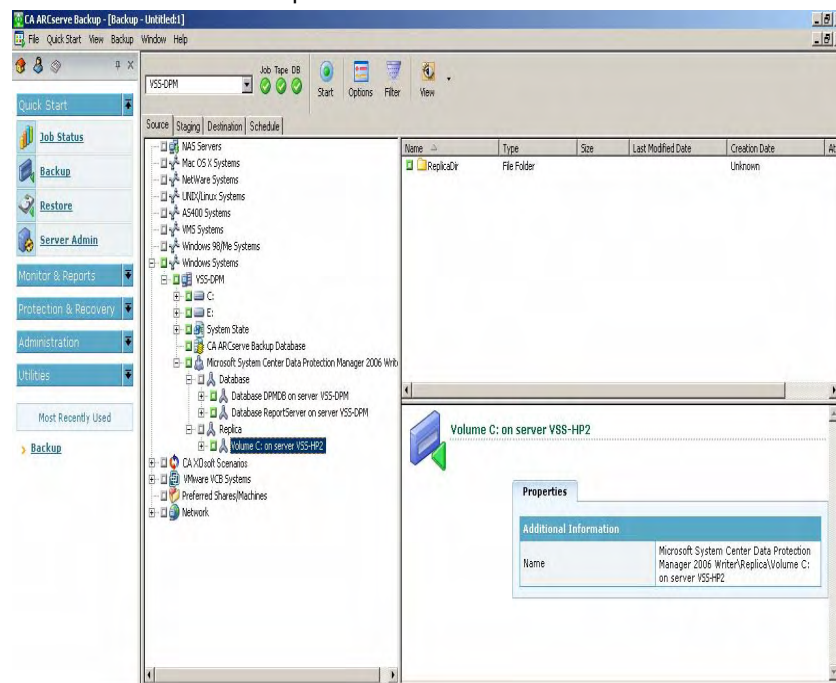 CA ARCserve Backup - [Backup - Untitled:1]
File Quick Start View Backup Window Help
VSS-DPM
Job Tape DB
Start
Options
Filter
View
Quick Start
Job Status
Backup
Restore
Server Admin
Monitor & Reports
Protection & Recovery
Administration
Utilities
Most Recently Used
Backup
Source Staging Destination Schedule
NAS Servers
Mac OS X Systems
NetWare Systems
UNIX/Linux Systems
AS400 Systems
VMS Systems
Windows 98/Me Systems
Windows Systems
VSS-DPM
C:
E:
System State
CA ARCserve Backup Database
Microsoft System Center Data Protection Manager 2006 Write
Database
Database DPMDB on server VSS-DPM
Database ReportServer on server VSS-DPM
Replica
Volume C: on server VSS-HP2
CA XOsoft Scenarios
VMware VCB Systems
Preferred Shares/Machines
Network
Name Type Size Last Modified Date Creation Date At
ReplicaDir File Folder Unknown
Volume C: on server VSS-HP2
Properties
Additional Information
Name
Microsoft System Center Data Protection
Manager 2006 Writer\Replica\Volume C:
on server VSS-HP2